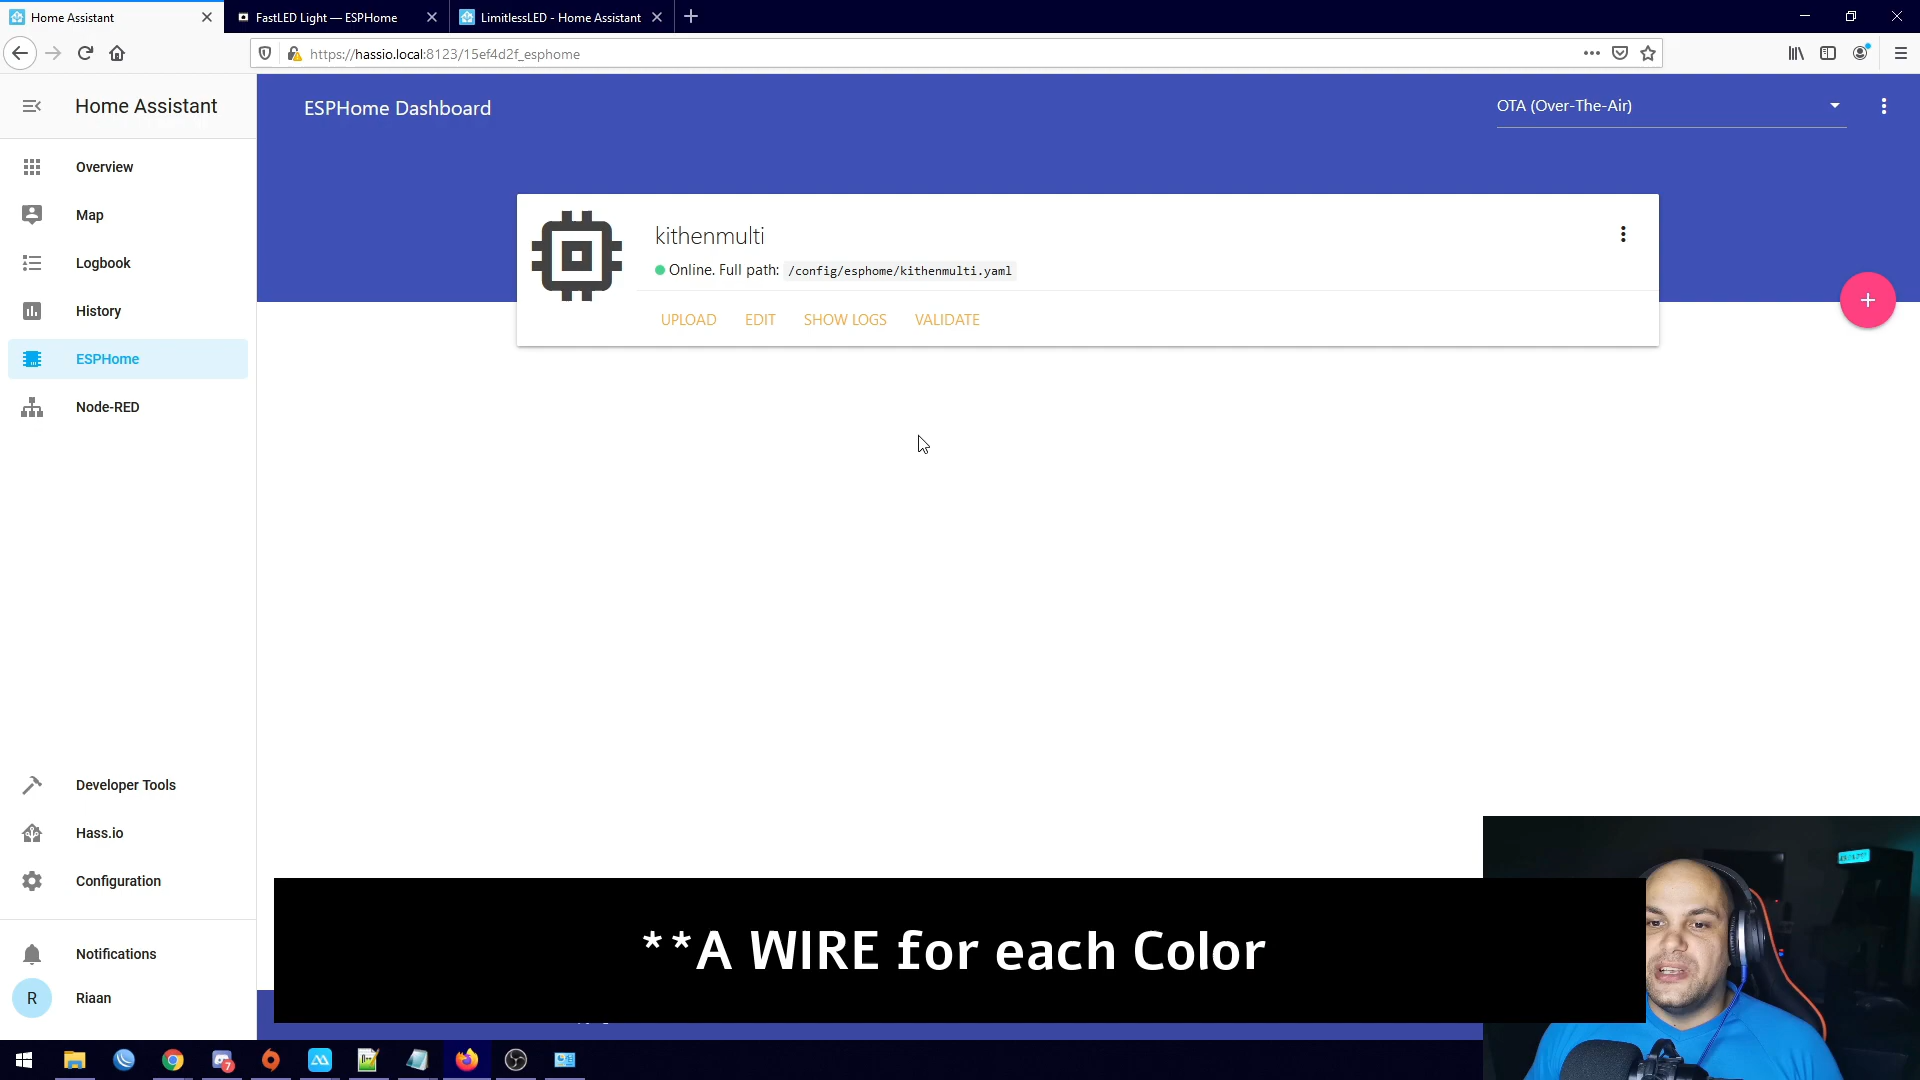 Home Assistant
FastLED Light — ESPHome
LimitlessLED - Home Assistant
https://hassio.local:8123/15ef4d2f_esphome
Home Assistant
ESPHome Dashboard
OTA (Over-The-Air)
Overview
Map
Logbook
History
ESPHome
Node-RED
kithenmulti
Online. Full path: /config/esphome/kithenmulti.yaml
UPLOAD EDIT SHOW LOGS VALIDATE
Developer Tools
Hass.io
Configuration
Notifications
R
Riaan
**A WIRE for each Color
7